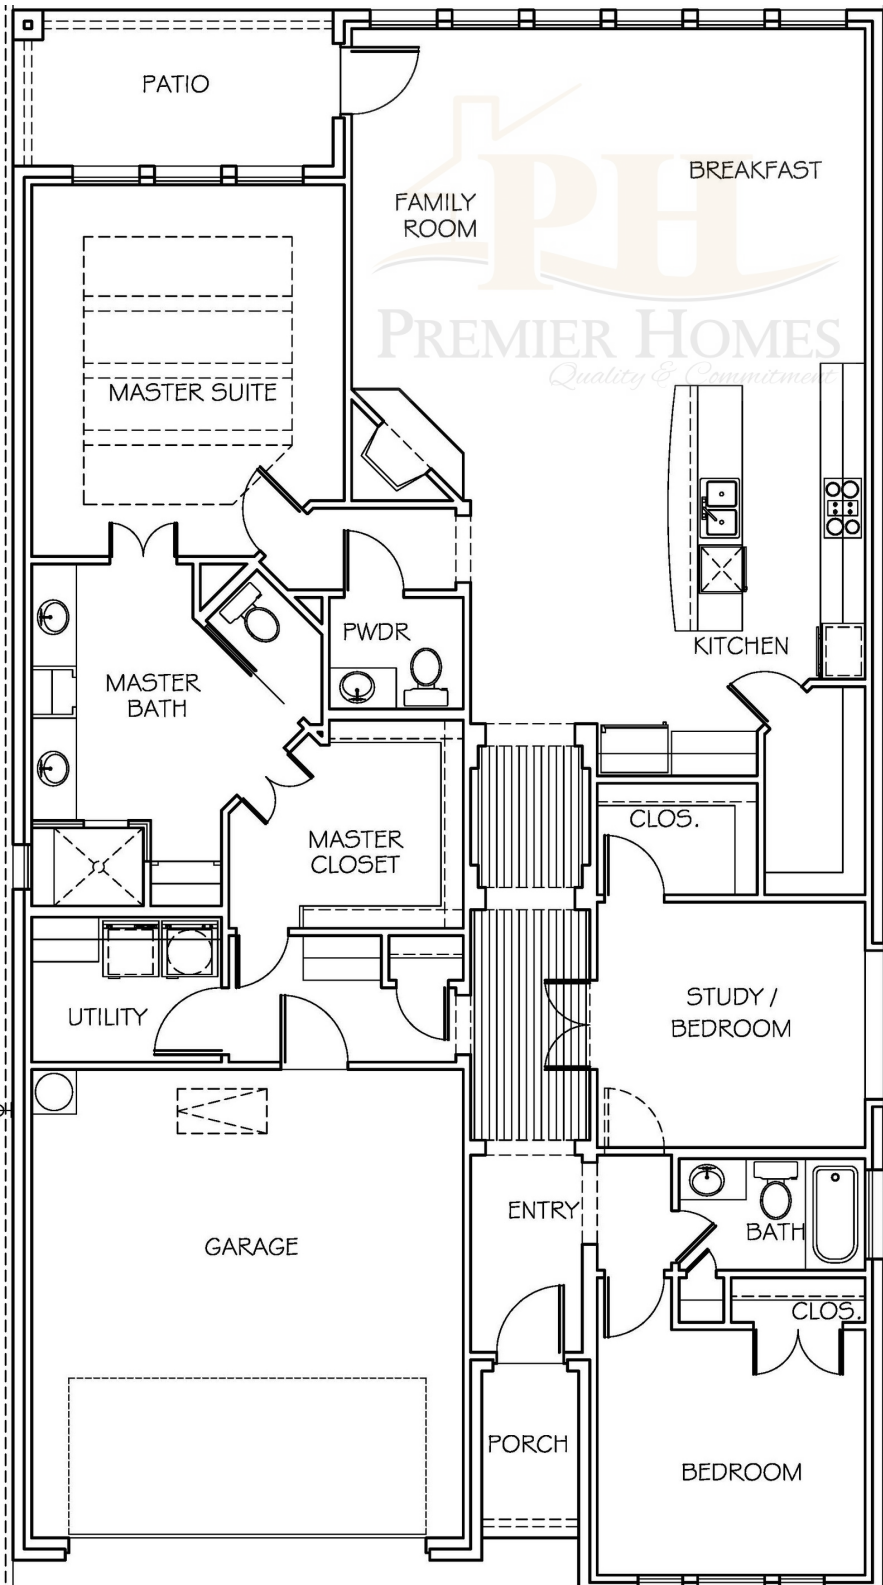 PATIO
BREAKFAST
FAMILY
ROOM
PH
PREMIER HOMES
Quality & Commitment
MASTER SUITE
PWDR
KITCHEN
MASTER
BATH
CLOS.
MASTER
CLOSET
STUDY /
BEDROOM
UTILITY
ENTRY
BATH
GARAGE
CLOS.
PORCH
BEDROOM